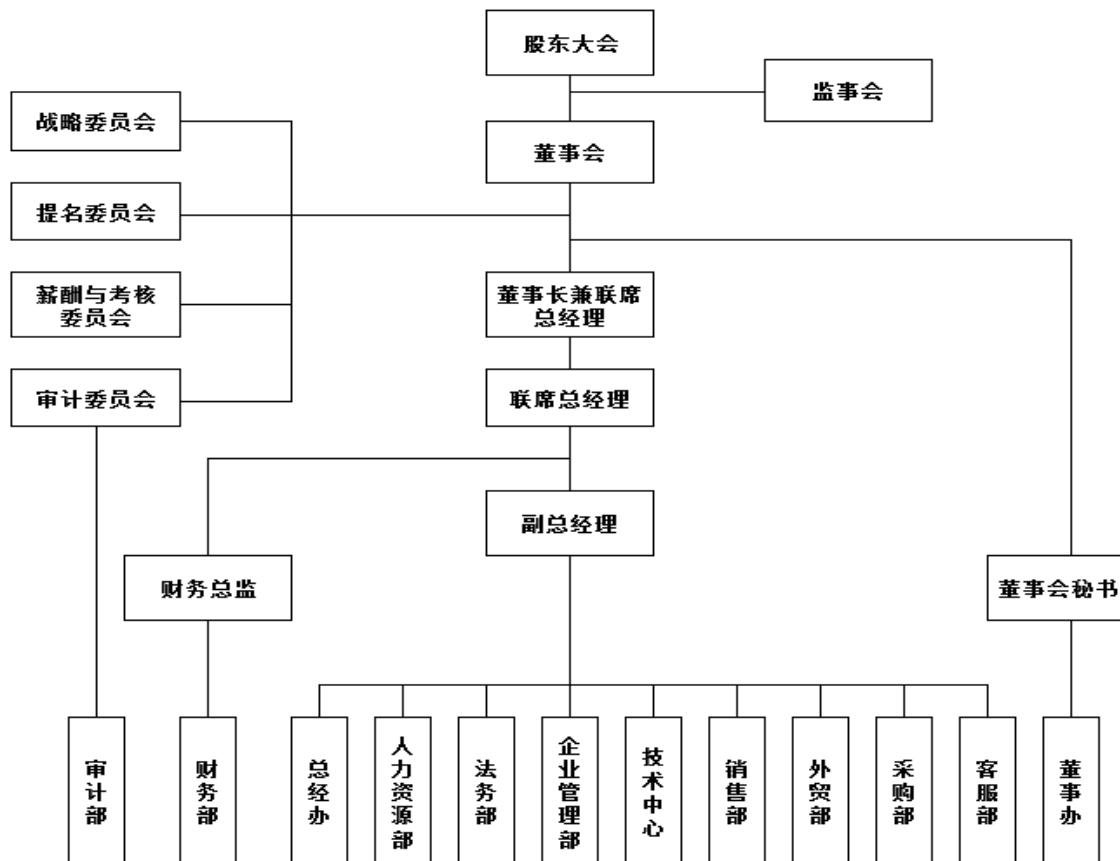 股东大会
监事会
战略委员会
董事会
提名委员会
薪酬与考核
委员会
董事长兼联席
总经理
审计委员会
联席总经理
副总经理
财务总监
董事会秘书
审计部
财务部
总经办
人力资源部
法务部
企业管理部
技术中心
销售部
外贸部
采购部
客服部
董事办